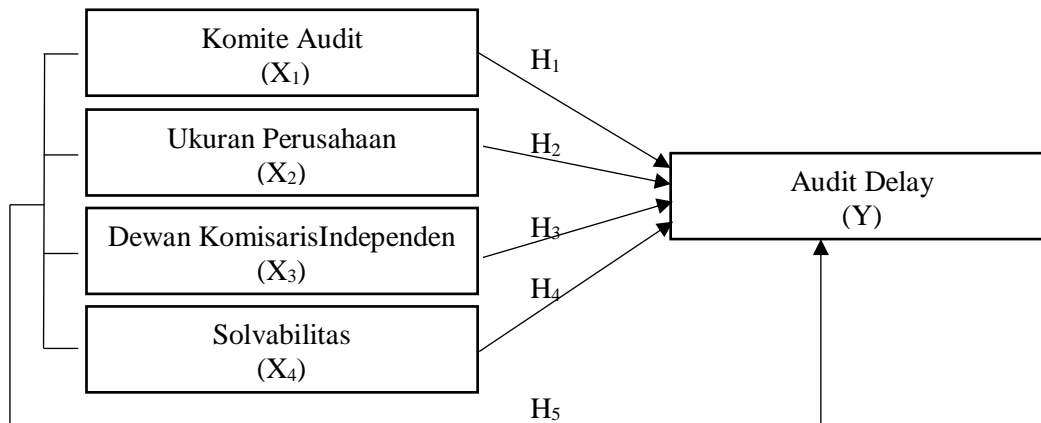 Komite Audit
(X₁)
H₁
Ukuran Perusahaan
(X₂)
H₂
Audit Delay
(Y)
Dewan KomisarisIndependen
(X₃)
H₃
H₄
Solvabilitas
(X₄)
H₅